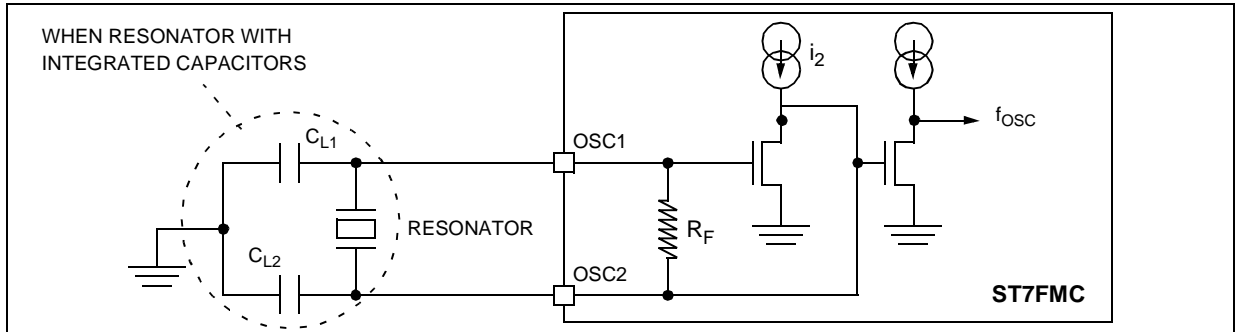 WHEN RESONATOR WITH
INTEGRATED CAPACITORS
i2
fOSC
CL1
OSC1
RESONATOR
RF
CL2
OSC2
ST7FMC